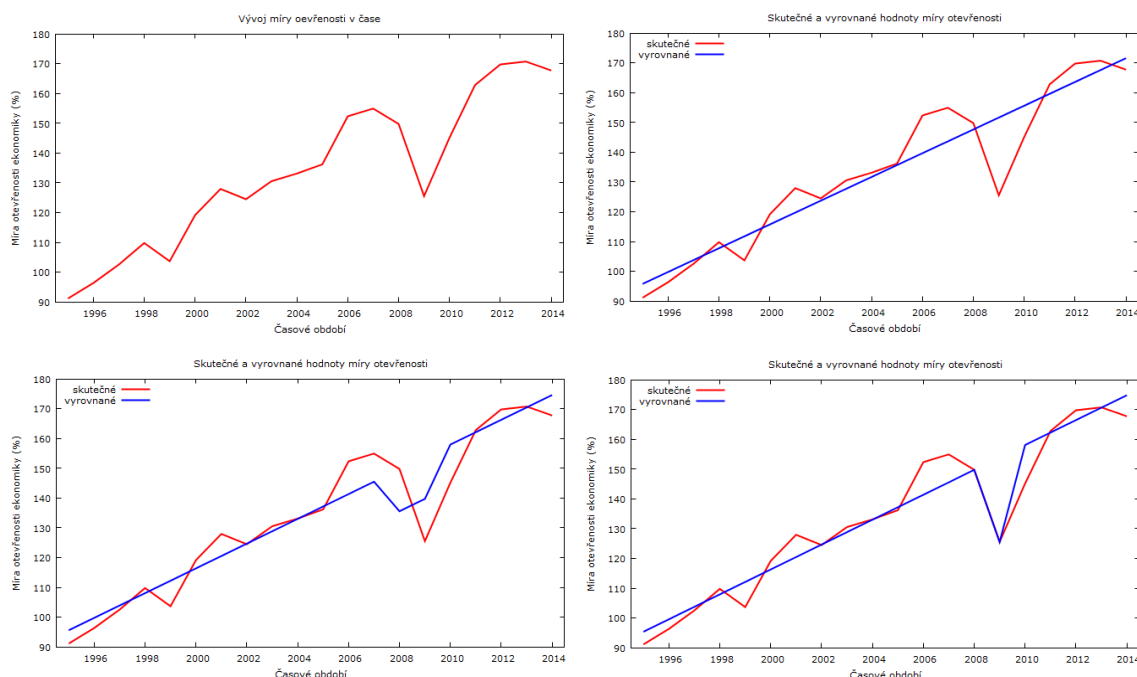 Vývoj míry oevřenosti v čase
180
170
160
150
140
130
120
110
100
90
Míra otevřenosti ekonomiky (%)
1996 1998 2000 2002 2004 2006 2008 2010 2012 2014
Časové období
Skutečné a vyrovnané hodnoty míry otevřenosti
skutečné
vyrovnané
180
170
160
150
140
130
120
110
100
90
Míra otevřenosti ekonomiky (%)
1996 1998 2000 2002 2004 2006 2008 2010 2012 2014
Časové období
Skutečné a vyrovnané hodnoty míry otevřenosti
skutečné
vyrovnané
180
170
160
150
140
130
120
110
100
90
Míra otevřenosti ekonomiky (%)
1996 1998 2000 2002 2004 2006 2008 2010 2012 2014
Časové období
Skutečné a vyrovnané hodnoty míry otevřenosti
skutečné
vyrovnané
180
170
160
150
140
130
120
110
100
90
Míra otevřenosti ekonomiky (%)
1996 1998 2000 2002 2004 2006 2008 2010 2012 2014
Časové období